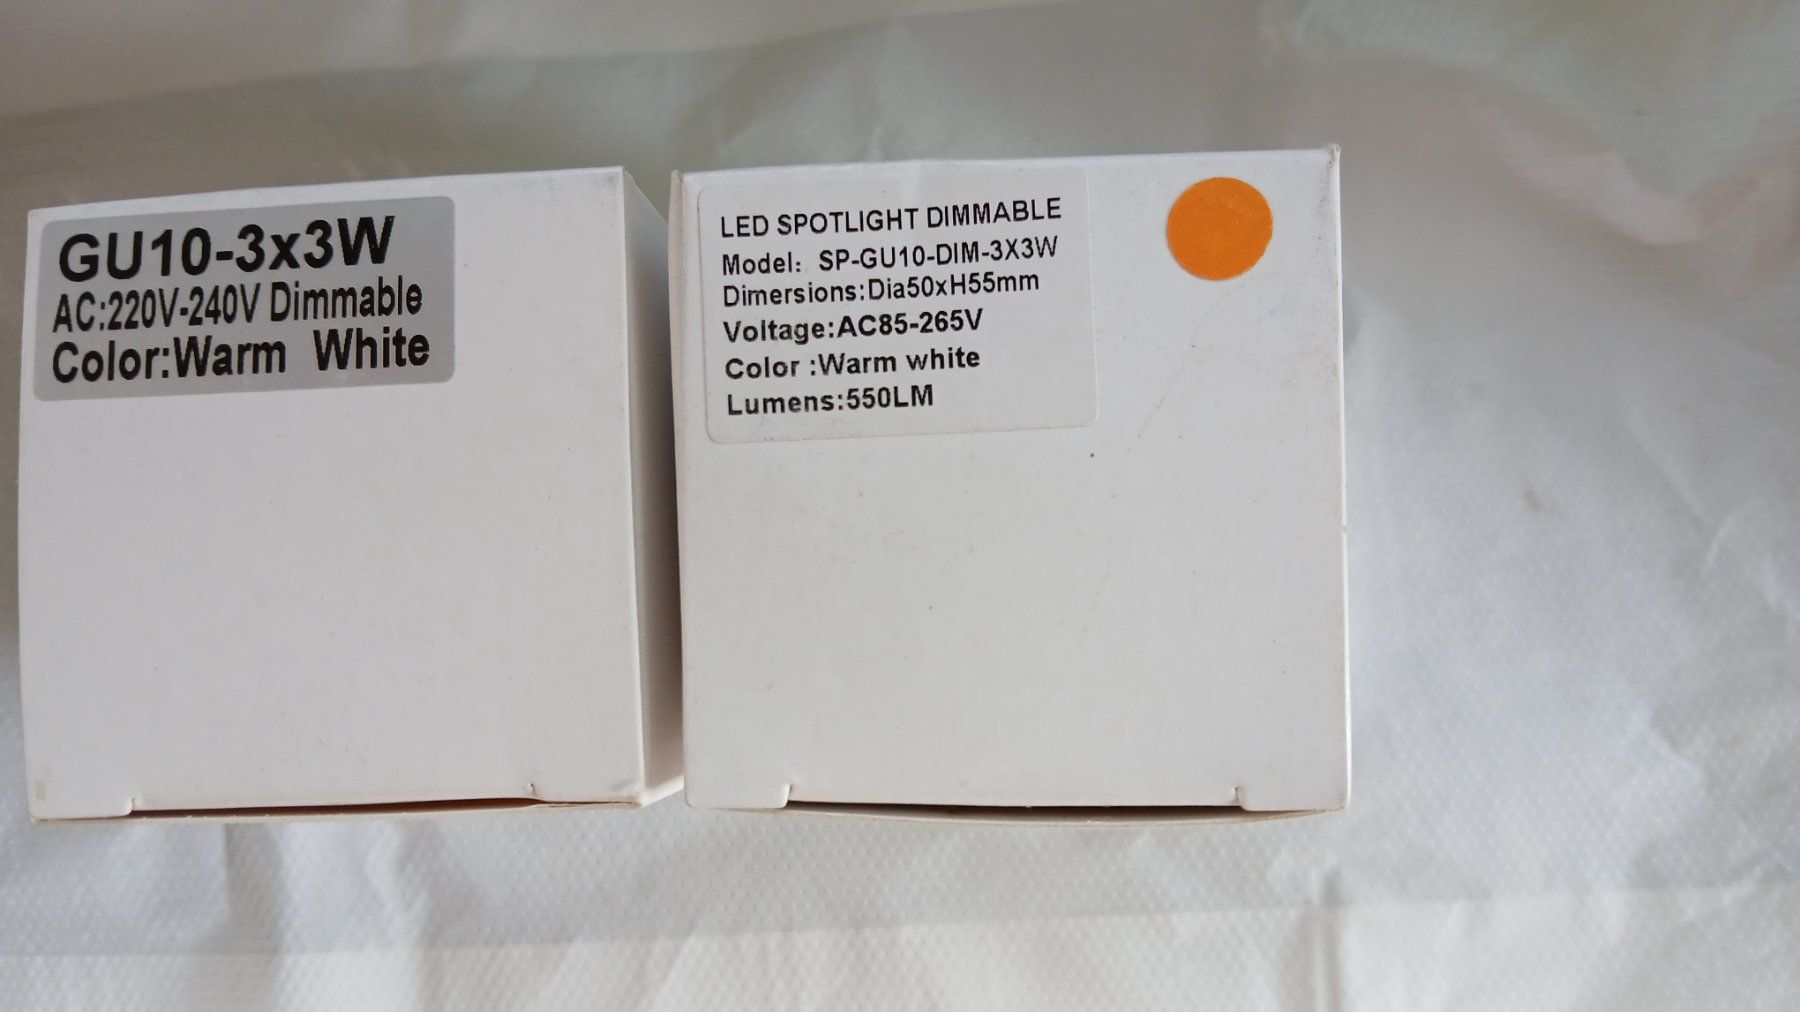 GU10-3x3W
AC:220V-240V Dimmable
Color:Warm White
LED SPOTLIGHT DIMMABLE
Model: SP-GU10-DIM-3X3W
Dimersions:Dia50xH55mm
Voltage:AC85-265V
Color :Warm white
Lumens:550LM